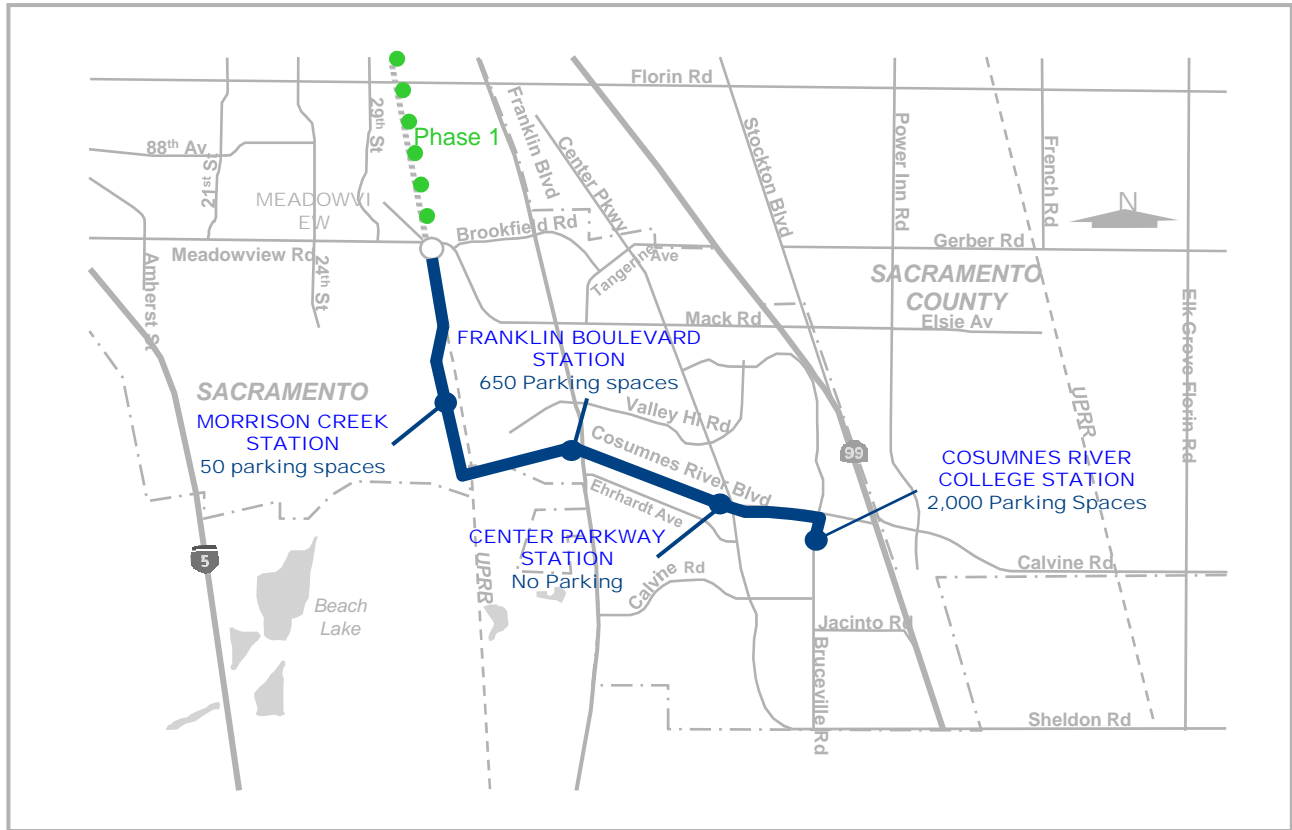 Florin Rd
29th St
Phase 1
Franklin Blvd
Center Pkwy
Stockton Blvd
Power Inn Rd
French Rd
88th Av
21st St
MEADOWVI
EW
N
Brookfield Rd
Meadowview Rd
Gerber Rd
Amherst St
24th St
Tangerine
Ave
SACRAMENTO
COUNTY
Elk Grove-Florin Rd
Mack Rd
Elsie Av
FRANKLIN BOULEVARD
STATION
650 Parking spaces
SACRAMENTO
UPRR
MORRISON CREEK
STATION
50 parking spaces
Valley Hi Rd
Cosumnes River Blvd
99
COSUMNES RIVER
COLLEGE STATION
2,000 Parking Spaces
Ehrhardt Ave
CENTER PARKWAY
STATION
No Parking
5
UPRR
Calvine Rd
Calvine Rd
Beach
Lake
Jacinto Rd
Bruceville Rd
Sheldon Rd